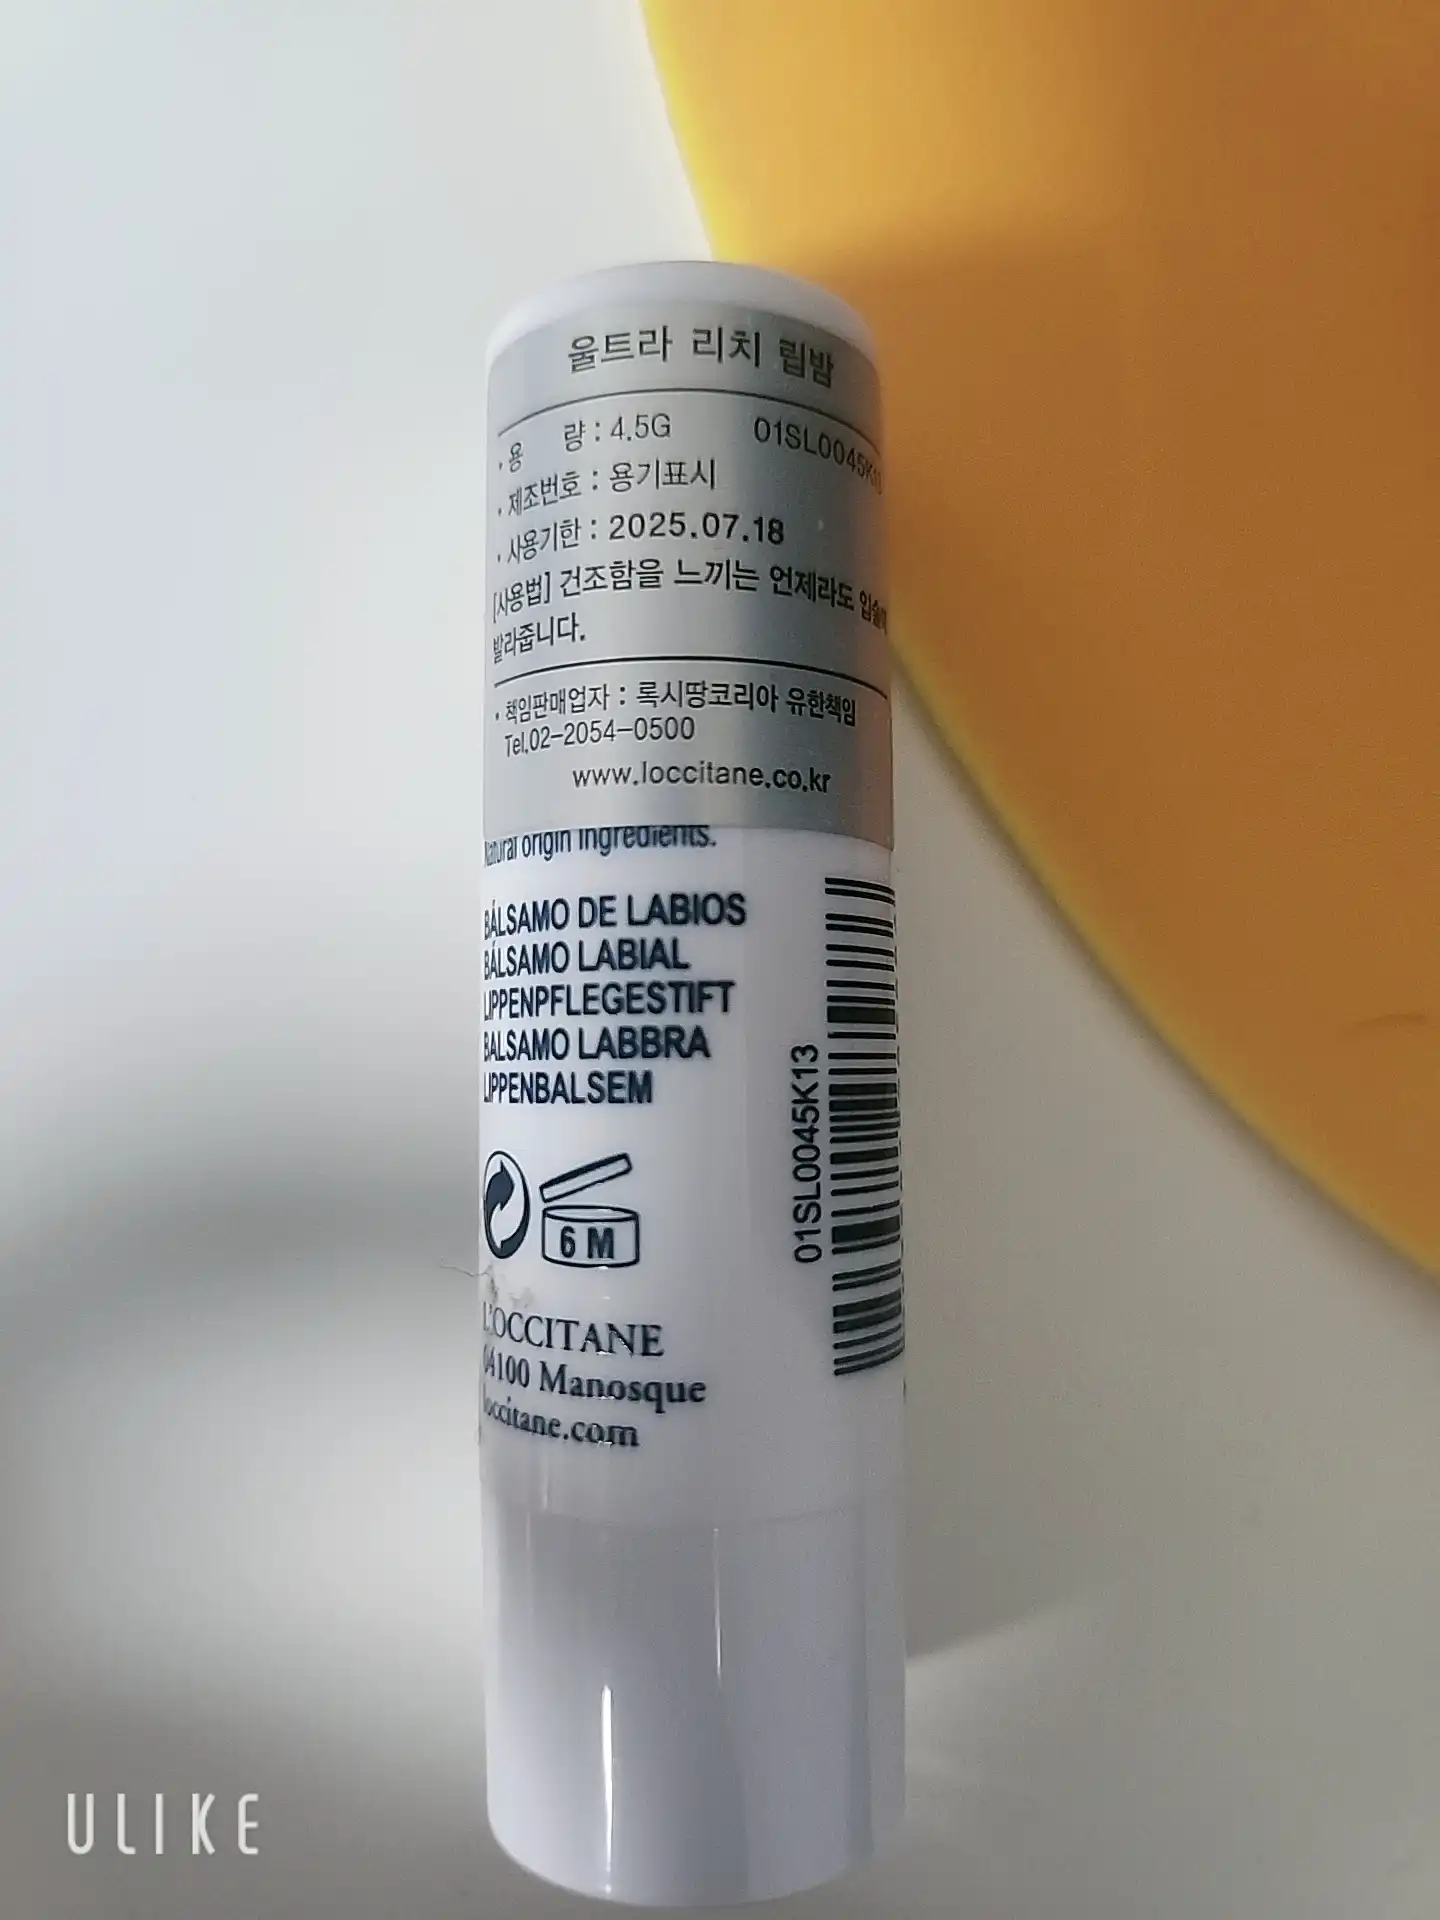 울트라 리치 립밤
· 용 량 : 4.5G 01SL0045K13
· 제조번호 : 용기표시
· 사용기한 : 2025.07.18
[사용법] 건조함을 느끼는 언제라도 입술에
발라줍니다.
· 책임판매업자 : 록시땅코리아 유한책임
Tel.02-2054-0500
www.loccitane.co.kr
Natural origin ingredients.
BÁLSAMO DE LABIOS
BÁLSAMO LABIAL
LIPPENPFLEGESTIFT
BALSAMO LABBRA
LIPPENBALSEM
01SL0045K13
6 M
L'OCCITANE
04100 Manosque
loccitane.com
ULIKE